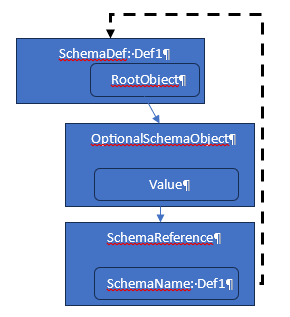 SchemaDef:·Def1¶
RootObject¶
OptionalSchemaObject¶
Value¶
SchemaReference¶
SchemaName:·Def1¶